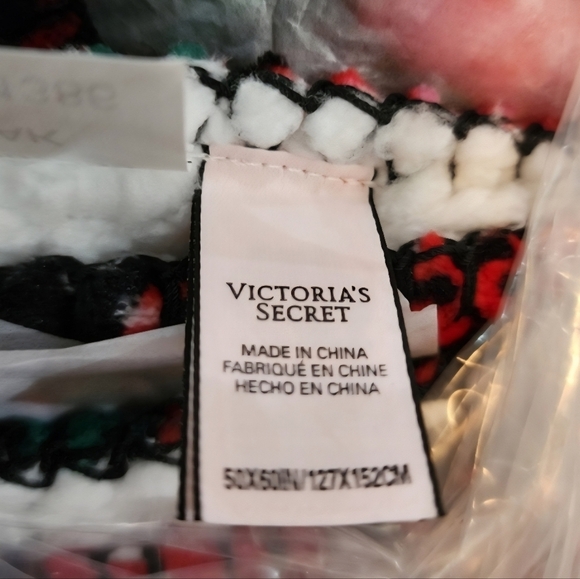 VICTORIA'S
SECRET
MADE IN CHINA
FABRIQUÉ EN CHINE
HECHO EN CHINA
50X60IN/127X152CM